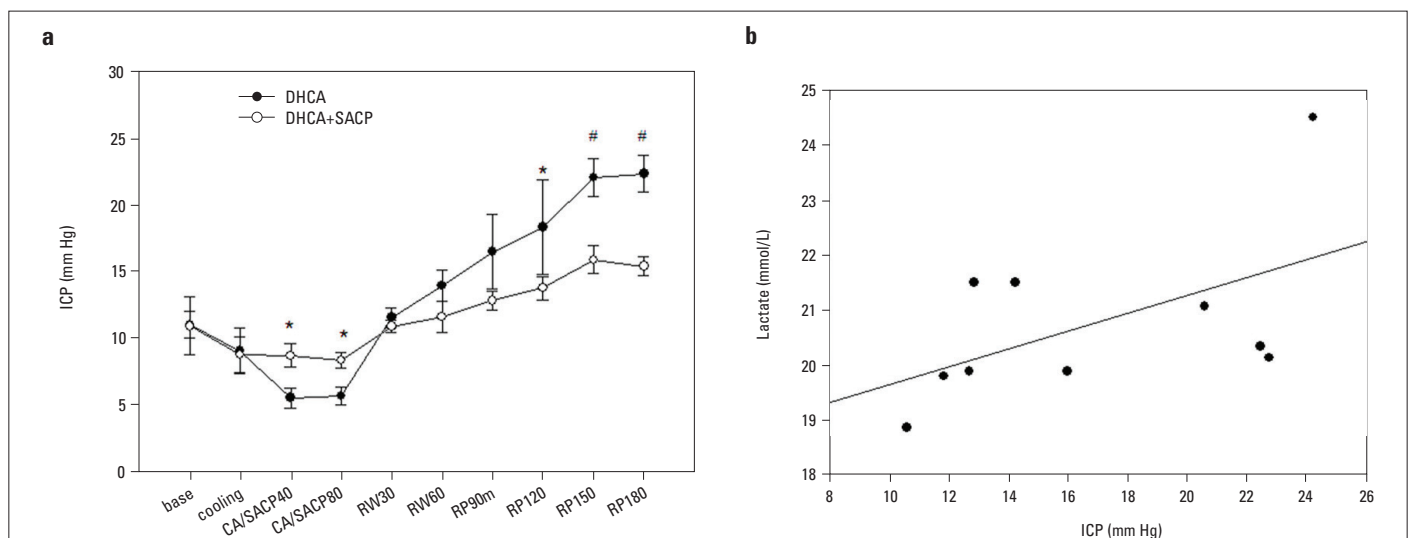 a
30
25
20
15
10
5
0
ICP (mm Hg)
DHCA
DHCA+SACP
*
*
*
#
#
base
cooling
CA/SACP40
CA/SACP80
RW30
RW60
RP90m
RP120
RP150
RP180
b
25
24
23
22
21
20
19
18
Lactate (mmol/L)
8
10
12
14
16
18
20
22
24
26
ICP (mm Hg)